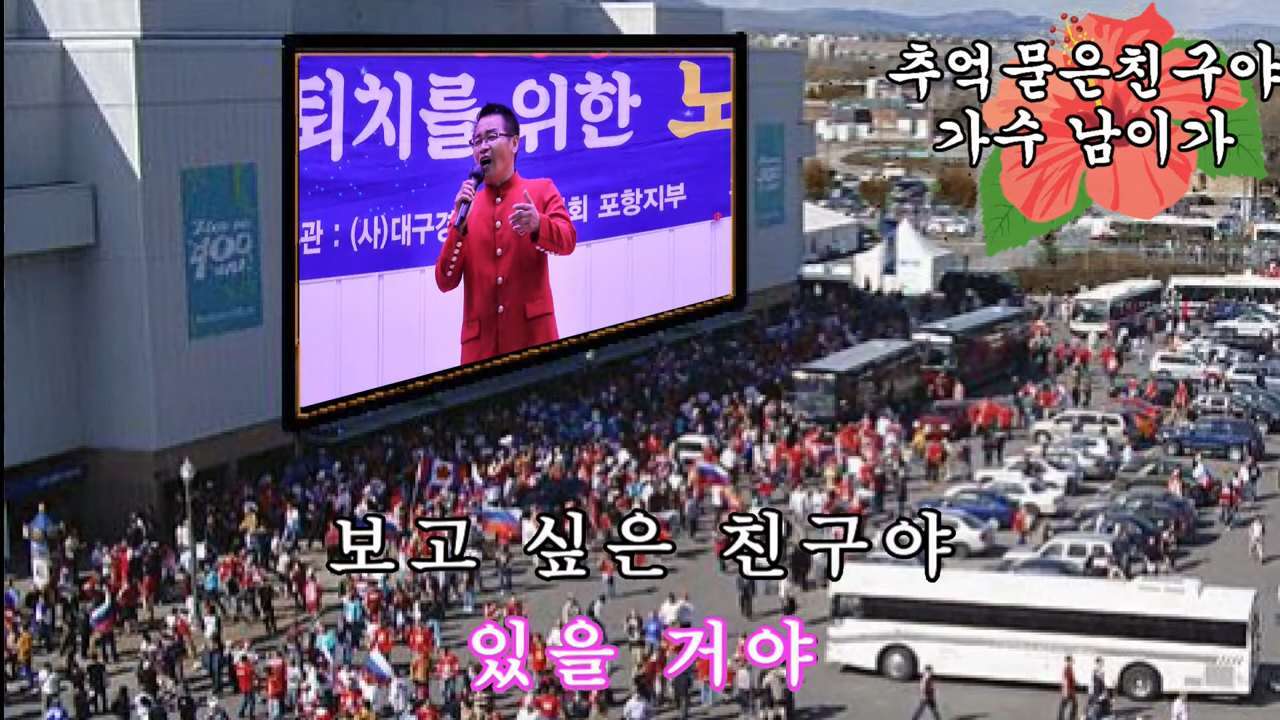 추억 묻은 친구야
가수 남이가
퇴치를 위한 노
관 : (사)대구경
회 포항지부
400
보고 싶은 친구야
있을 거야